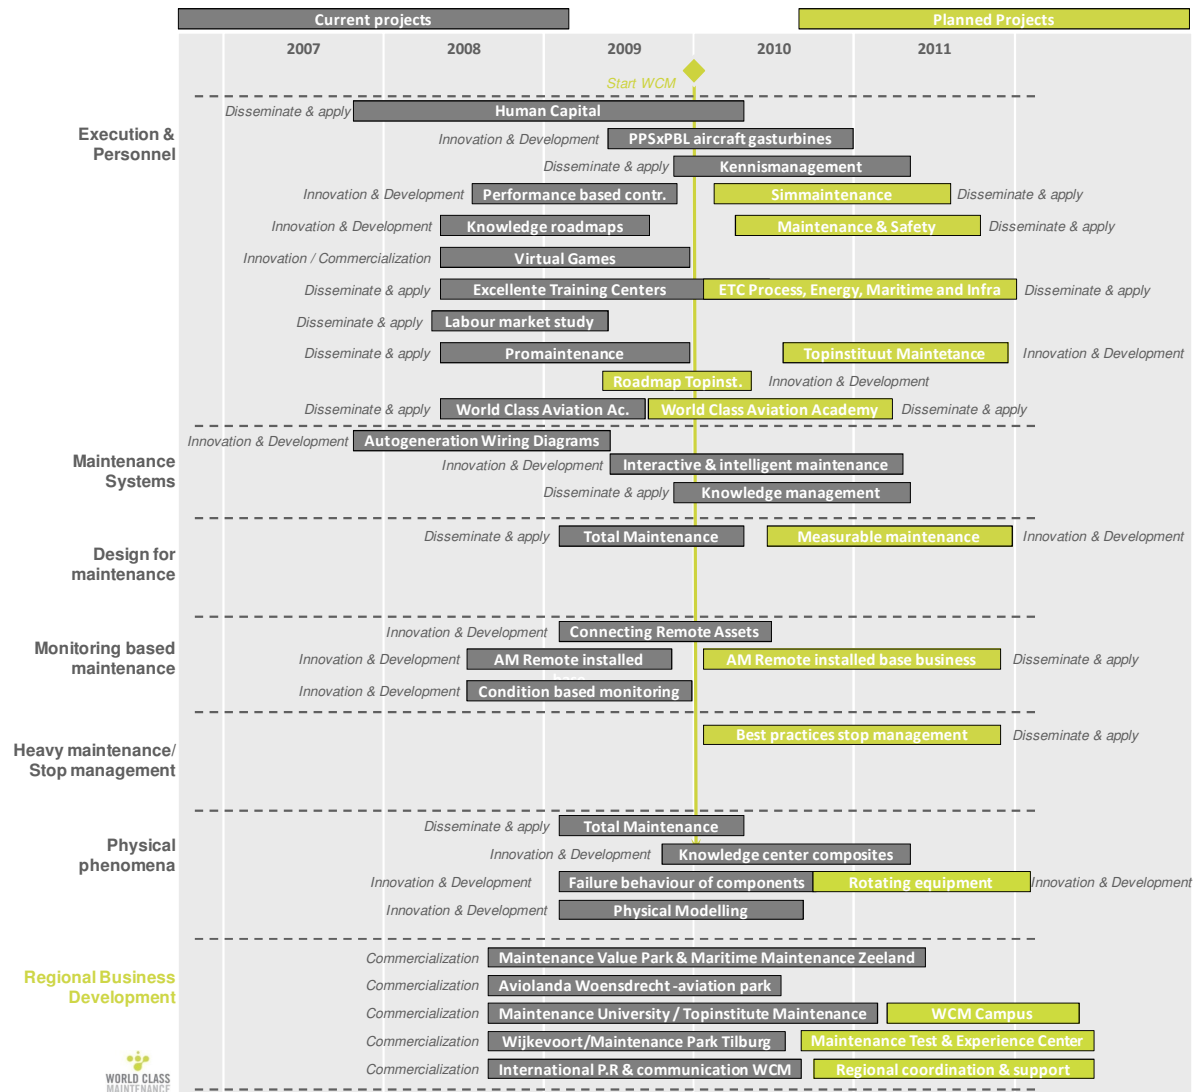 Current projects
Planned Projects
2007 2008 2009 2010 2011
Start WCM
Execution &
Personnel
Disseminate & apply Human Capital
Innovation & Development PPSxPBL aircraft gasturbines
Disseminate & apply Kennismanagement
Innovation & Development Performance based contr. Simmaintenance Disseminate & apply
Innovation & Development Knowledge roadmaps Maintenance & Safety Disseminate & apply
Innovation / Commercialization Virtual Games
Disseminate & apply Excellente Training Centers ETC Process, Energy, Maritime and Infra Disseminate & apply
Disseminate & apply Labour market study
Disseminate & apply Promaintenance Topinstituut Maintetance Innovation & Development
Roadmap Topinst. Innovation & Development
Disseminate & apply World Class Aviation Ac. World Class Aviation Academy Disseminate & apply
Maintenance
Systems
Innovation & Development Autogeneration Wiring Diagrams
Innovation & Development Interactive & intelligent maintenance
Disseminate & apply Knowledge management
Design for
maintenance
Disseminate & apply Total Maintenance Measurable maintenance Innovation & Development
Monitoring based
maintenance
Innovation & Development Connecting Remote Assets
Innovation & Development AM Remote installed AM Remote installed base business Disseminate & apply
base
Innovation & Development Condition based monitoring
Heavy maintenance/
Stop management
Best practices stop management Disseminate & apply
Physical
phenomena
Disseminate & apply Total Maintenance
Innovation & Development Knowledge center composites
Innovation & Development Failure behaviour of components Rotating equipment Innovation & Development
Innovation & Development Physical Modelling
Regional Business
Development
Commercialization Maintenance Value Park & Maritime Maintenance Zeeland
Commercialization Aviolanda Woensdrecht -aviation park
Commercialization Maintenance University / Topinstitute Maintenance WCM Campus
Commercialization Wijkevoort/Maintenance Park Tilburg Maintenance Test & Experience Center
Commercialization International P.R & communication WCM Regional coordination & support
WORLD CLASS
MAINTENANCE